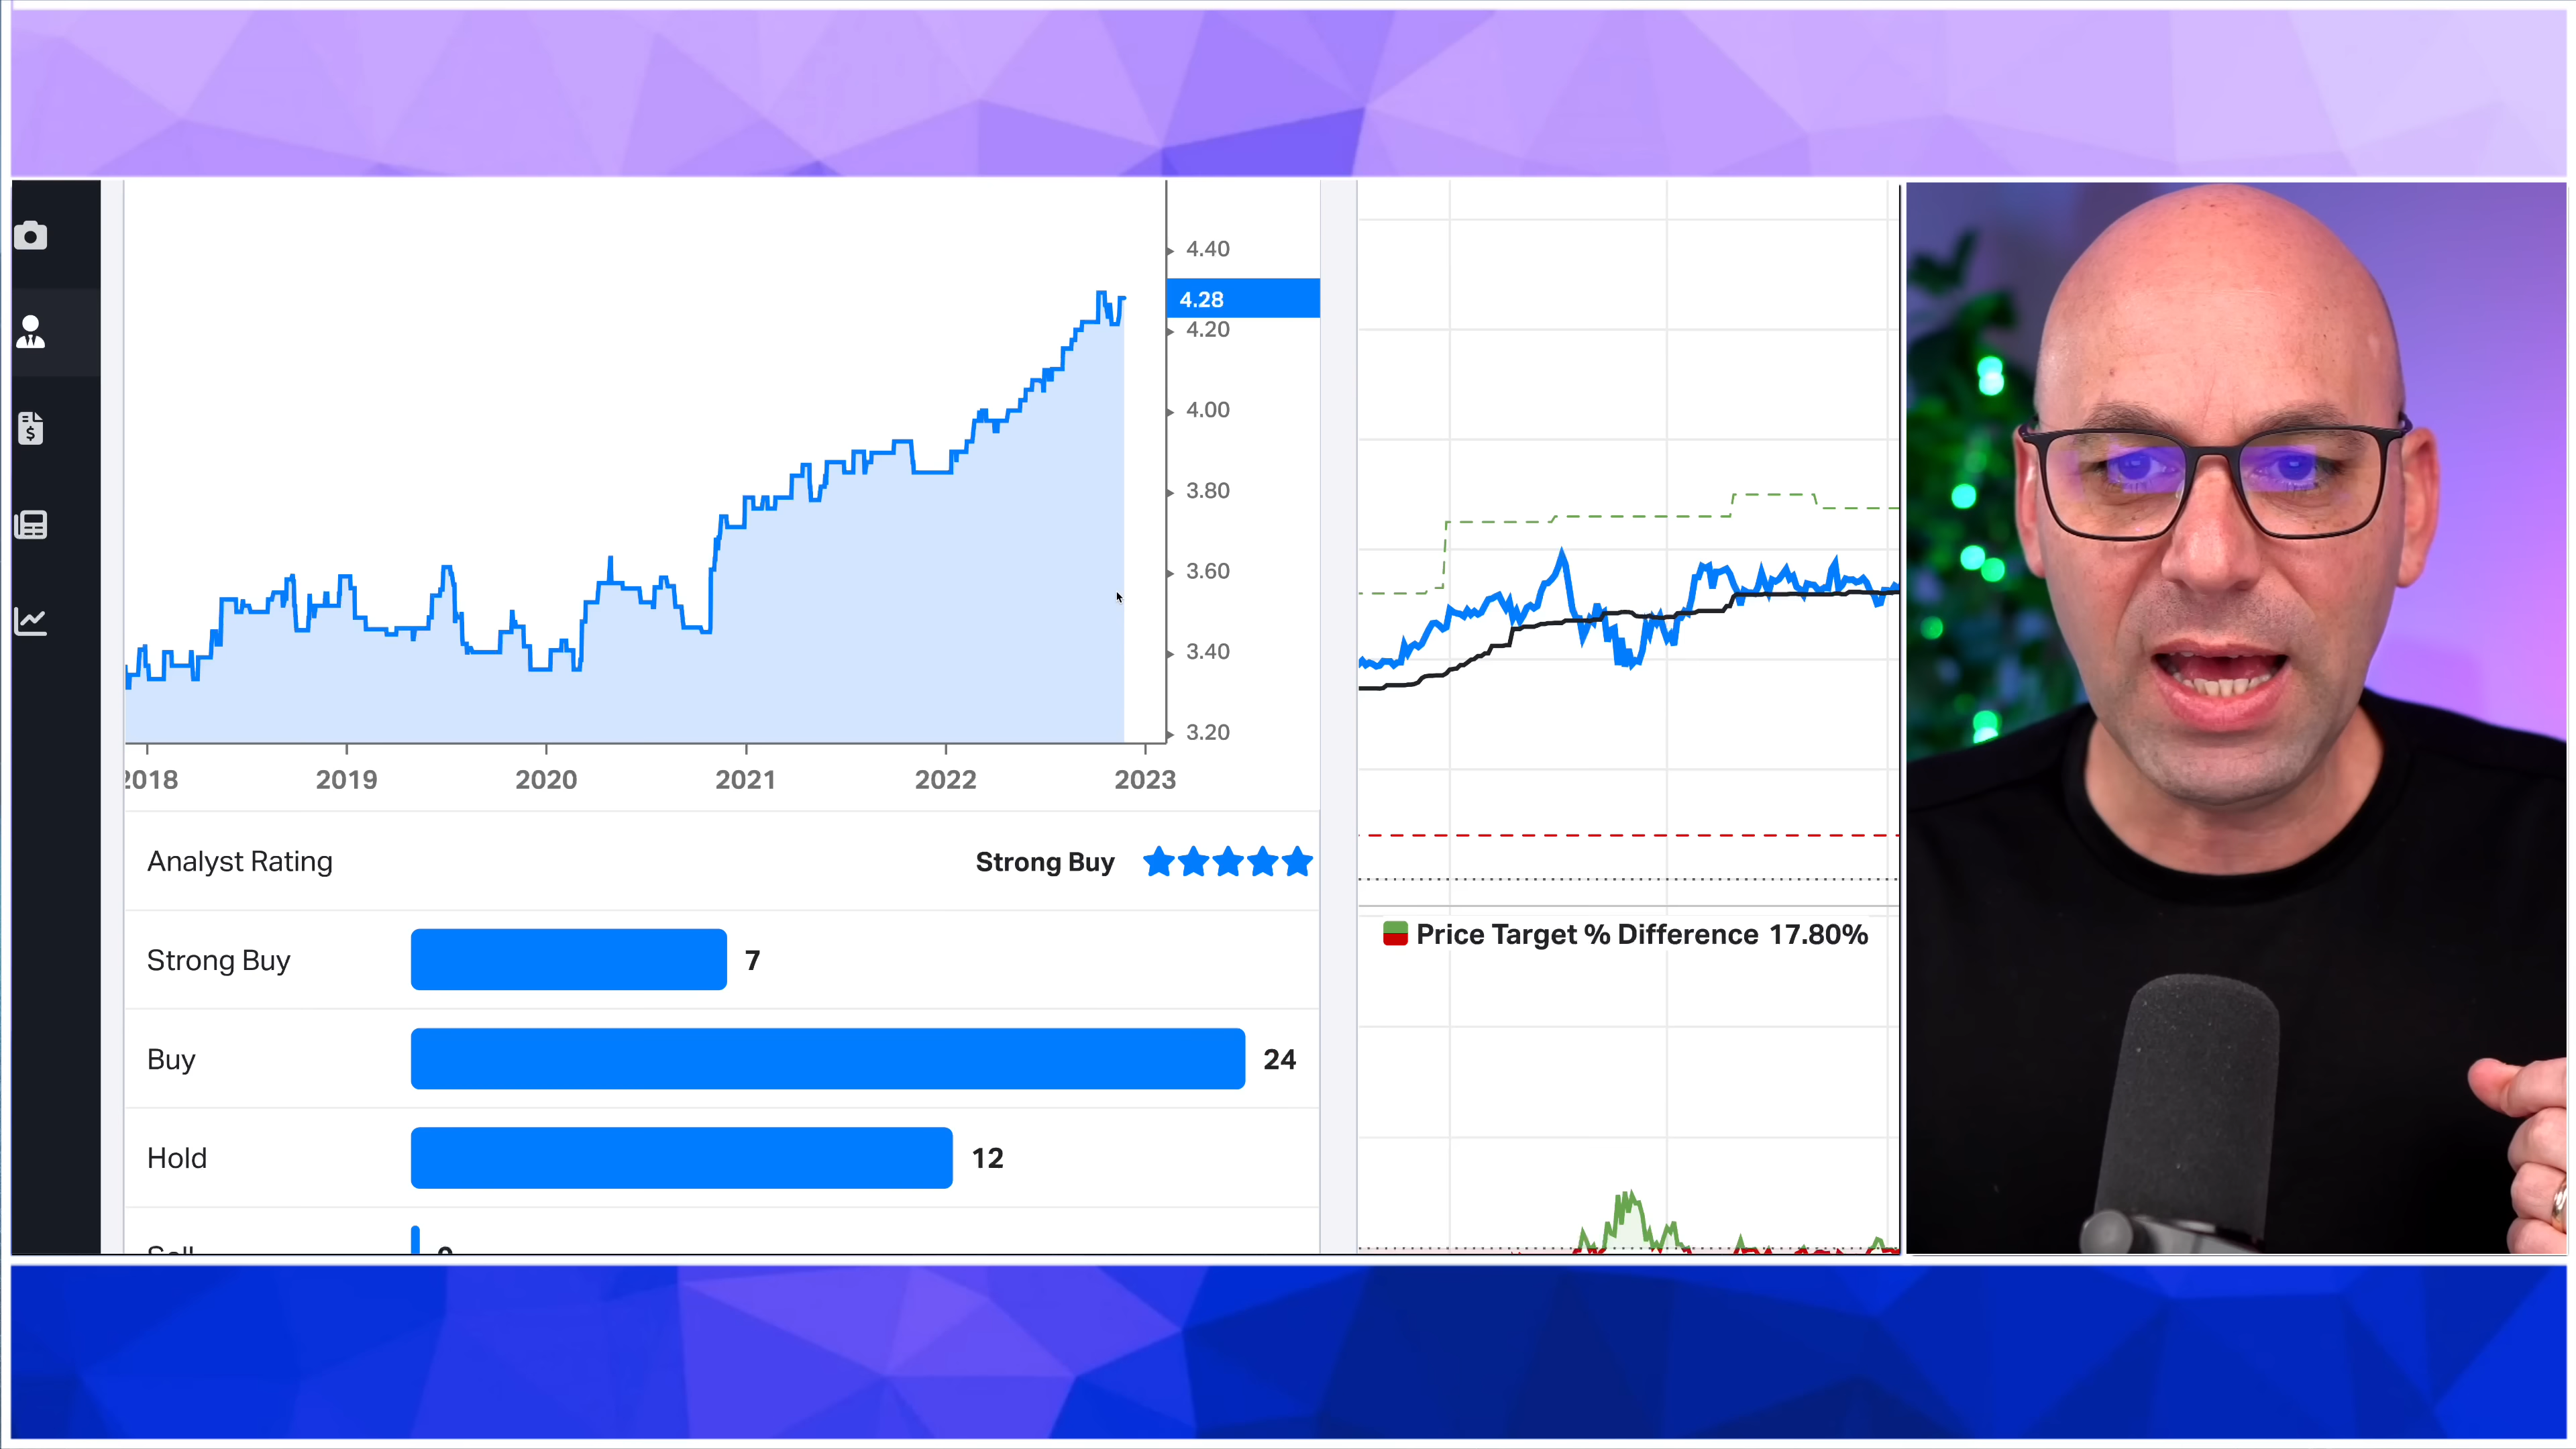 4.40
4.28
4.20
4.00
3.80
3.60
3.40
3.20
2018
2019
2020
2021
2022
2023
Analyst Rating
Strong Buy
Strong Buy
7
Buy
24
Hold
12
Price Target % Difference 17.80%